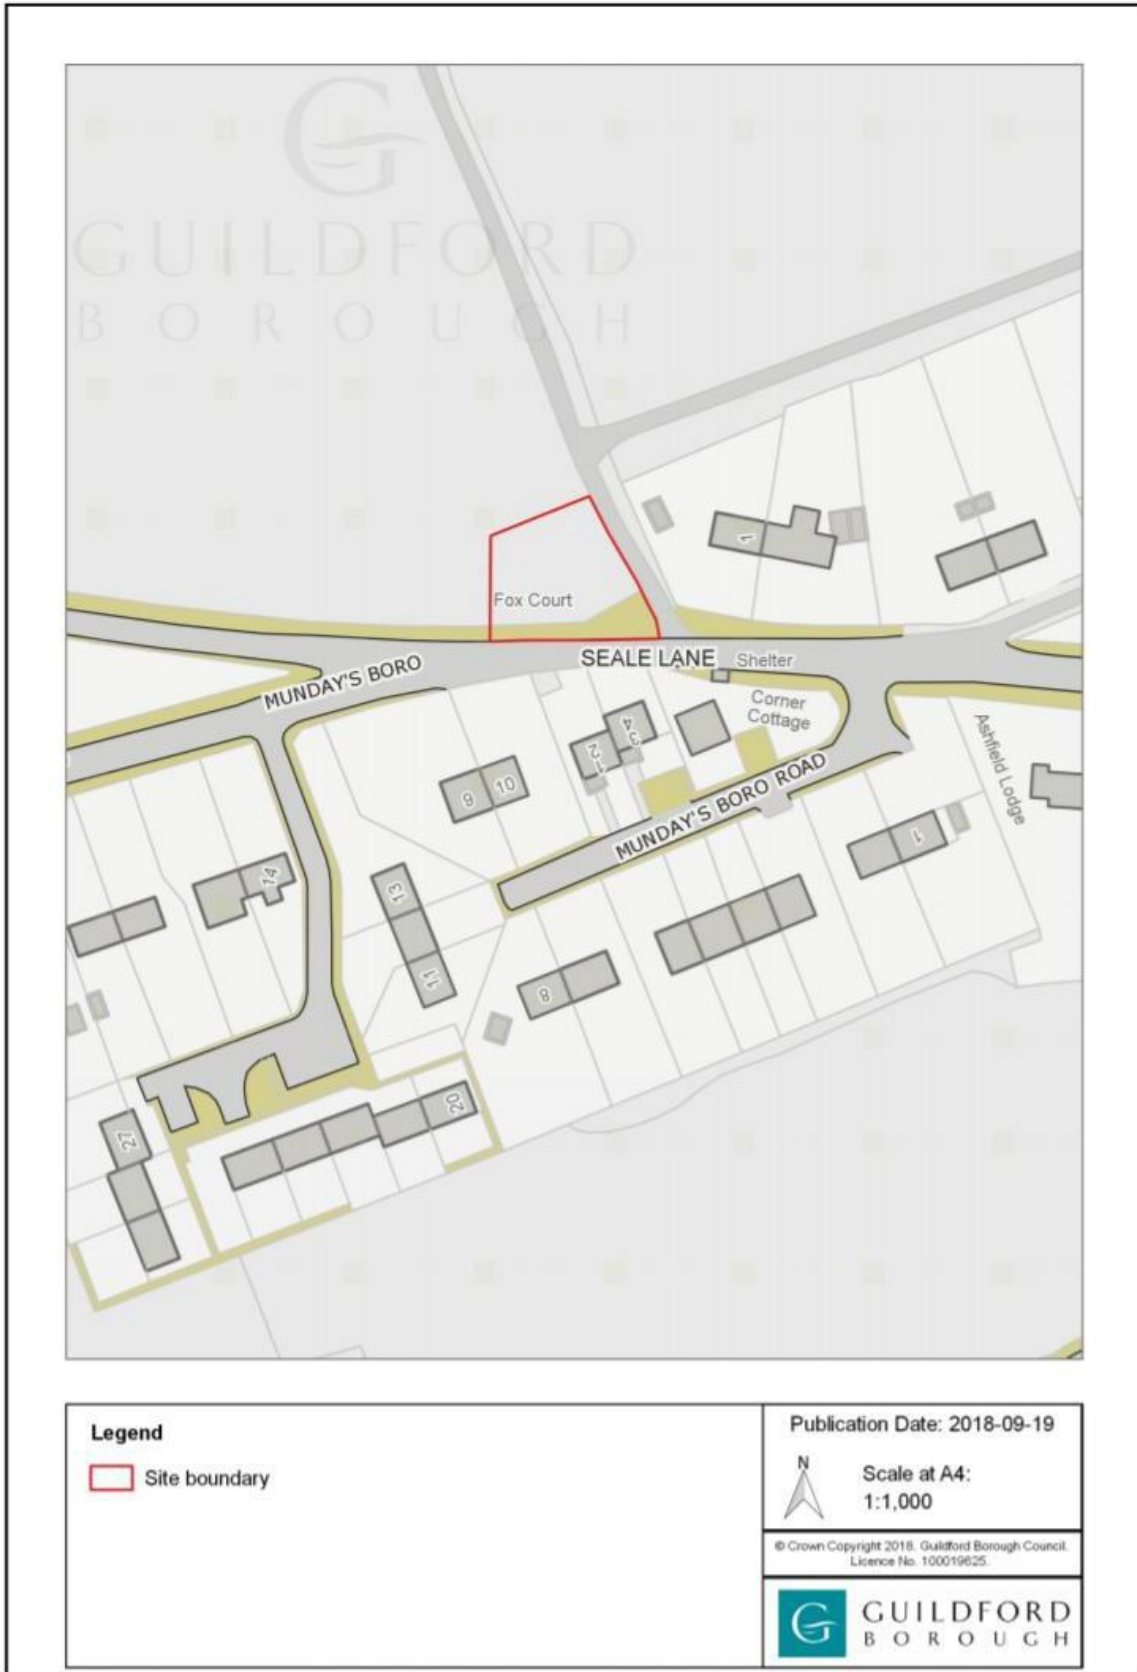 GUILDFORD
BOROUGH
Fox Court
SEALE LANE
Shelter
MUNDAY'S BORO
Corner
Cottage
34
2
1
1
9
10
MUNDAY'S BORO ROAD
Ashfield Lodge
1
14
13
11
8
20
27
Legend
Site boundary
Publication Date: 2018-09-19
N
Scale at A4:
1:1,000
© Crown Copyright 2018. Guildford Borough Council.
Licence No. 100019625.
G
GUILDFORD
BOROUGH